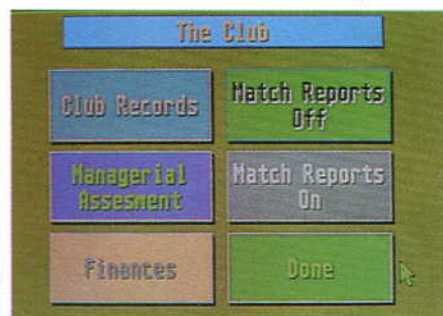 The Club
Club Records
Match Reports
Off
Managerial
Assesment
Match Reports
On
Finances
Done